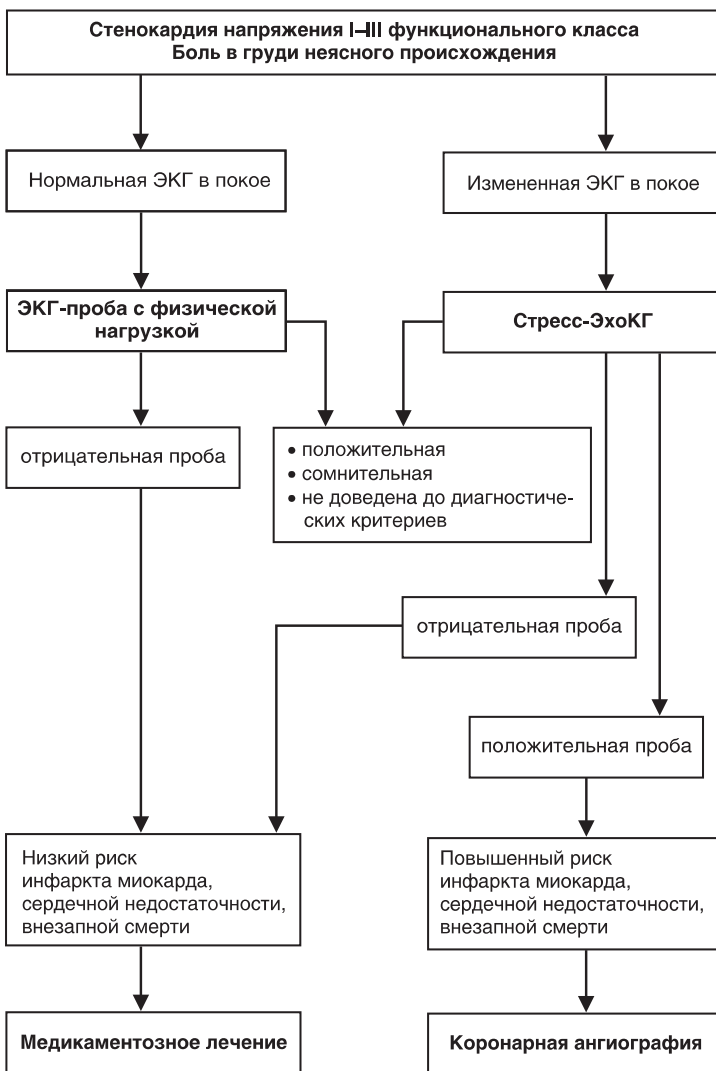 Стенокардия напряжения I–III функционального класса
Боль в груди неясного происхождения
Нормальная ЭКГ в покое
Измененная ЭКГ в покое
ЭКГ-проба с физической
нагрузкой
Стресс-ЭхоКГ
отрицательная проба
• положительная
• сомнительная
• не доведена до диагностиче-
ских критериев
отрицательная проба
положительная проба
Низкий риск
инфаркта миокарда,
сердечной недостаточности,
внезапной смерти
Повышенный риск
инфаркта миокарда,
сердечной недостаточности,
внезапной смерти
Медикаментозное лечение
Коронарная ангиография